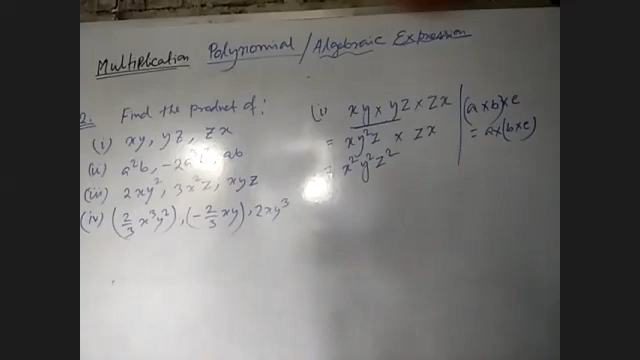 Multiplication Polynomial / Algebraic Expression
2. Find the product of:
(i) xy, yz, zx
(ii) a²b, -2a², ab
(iii) 2xy², 3x²z, xyz
(iv) (2/3 x³y²), (-2/3 xy), 2xy³
(i) xy × yz × zx
= xy²z × zx
= x²y²z²
(a×b)×c
= a×(b×c)